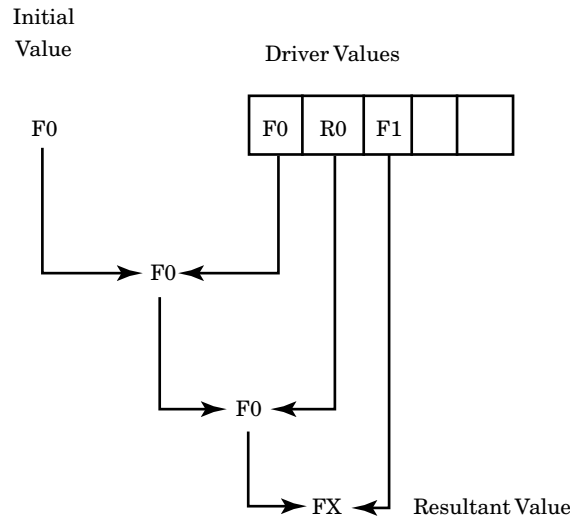 Initial
Value
Driver Values
F0
F0 R0 F1
F0
F0
FX
Resultant Value